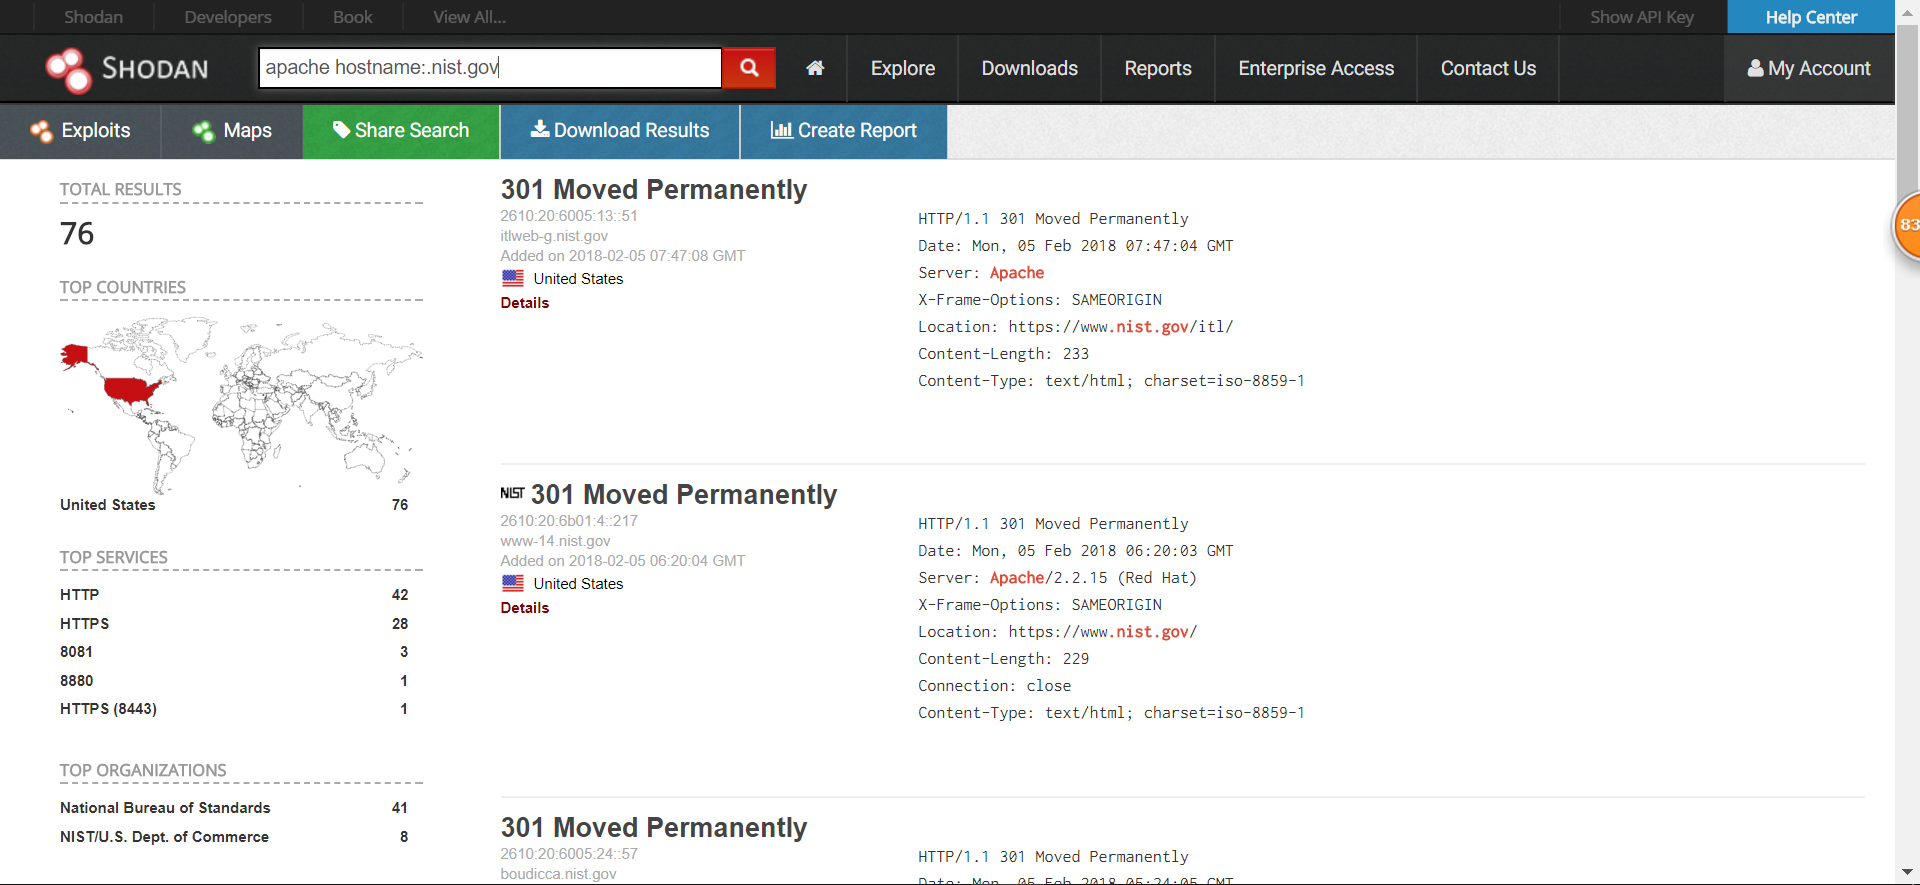 Shodan Developers Book View All... Show API Key Help Center
SHODAN apache hostname:.nist.gov Explore Downloads Reports Enterprise Access Contact Us My Account
Exploits Maps Share Search Download Results Create Report
TOTAL RESULTS
76
TOP COUNTRIES
United States 76
TOP SERVICES
HTTP 42
HTTPS 28
8081 3
8880 1
HTTPS (8443) 1
TOP ORGANIZATIONS
National Bureau of Standards 41
NIST/U.S. Dept. of Commerce 8
301 Moved Permanently
2610:20:6005:13::51
itlweb-g.nist.gov
Added on 2018-02-05 07:47:08 GMT
United States
Details
HTTP/1.1 301 Moved Permanently
Date: Mon, 05 Feb 2018 07:47:04 GMT
Server: Apache
X-Frame-Options: SAMEORIGIN
Location: https://www.nist.gov/itl/
Content-Length: 233
Content-Type: text/html; charset=iso-8859-1
NIST 301 Moved Permanently
2610:20:6b01:4::217
www-14.nist.gov
Added on 2018-02-05 06:20:04 GMT
United States
Details
HTTP/1.1 301 Moved Permanently
Date: Mon, 05 Feb 2018 06:20:03 GMT
Server: Apache/2.2.15 (Red Hat)
X-Frame-Options: SAMEORIGIN
Location: https://www.nist.gov/
Content-Length: 229
Connection: close
Content-Type: text/html; charset=iso-8859-1
301 Moved Permanently
2610:20:6005:24::57
boudicca.nist.gov
HTTP/1.1 301 Moved Permanently
Date: Mon, 05 Feb 2018 05:24:05 GMT
83